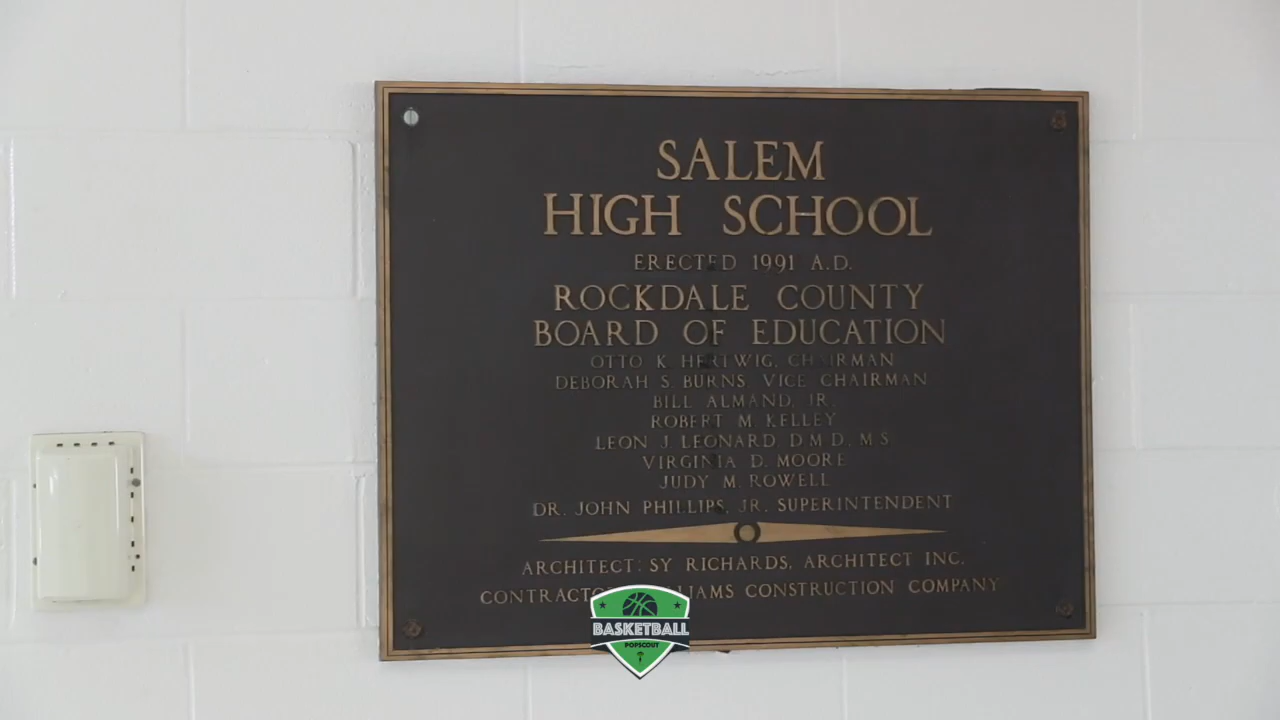 SALEM
HIGH SCHOOL
ERECTED 1991 A.D.
ROCKDALE COUNTY
BOARD OF EDUCATION
OTTO K. HERTWIG, CHAIRMAN
DEBORAH S. BURNS, VICE CHAIRMAN
BILL ALMAND, JR.
ROBERT M. KELLEY
LEON J. LEONARD D.M.D., M.S.
VIRGINIA D. MOORE
JUDY M. ROWELL
DR. JOHN PHILLIPS, JR. SUPERINTENDENT
ARCHITECT: SY RICHARDS, ARCHITECT INC.
CONSTRUCTION COMPANY
BASKETBALL
POPSCOUT